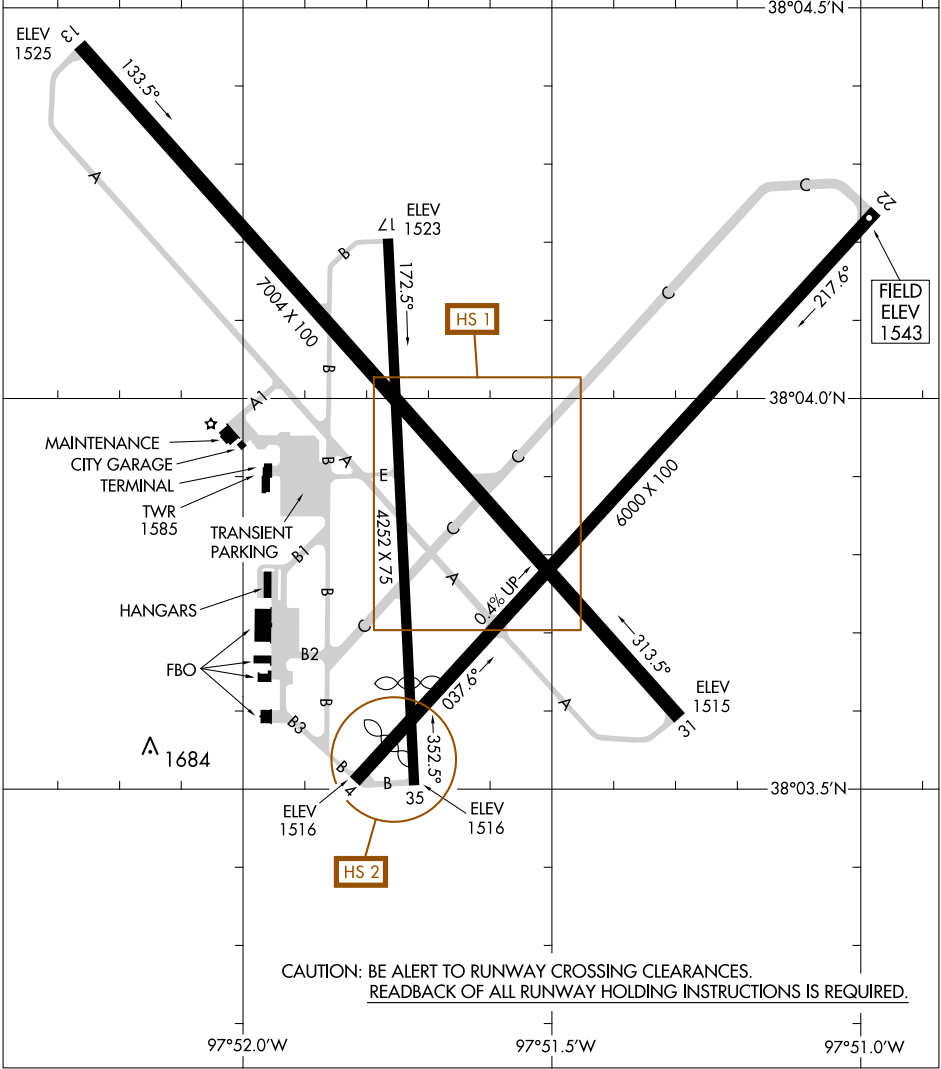 38°04.5'N
ELEV
1525
13
133.5°
A
C
22
ELEV
1523
17
B
172.5°
7004 X 100
C
217.6°
FIELD
ELEV
1543
HS 1
B
38°04.0'N
A1
MAINTENANCE
CITY GARAGE
TERMINAL
TWR
1585
B
A
E
C
6000 X 100
4252 X 75
C
TRANSIENT
PARKING
B1
A
0.4% UP
HANGARS
B
C
B2
FBO
313.5°
037.6°
ELEV
1515
31
A
B
B3
352.5°
1684
B
B
4
35
38°03.5'N
ELEV
1516
ELEV
1516
HS 2
CAUTION: BE ALERT TO RUNWAY CROSSING CLEARANCES.
READBACK OF ALL RUNWAY HOLDING INSTRUCTIONS IS REQUIRED.
97°52.0'W
97°51.5'W
97°51.0'W